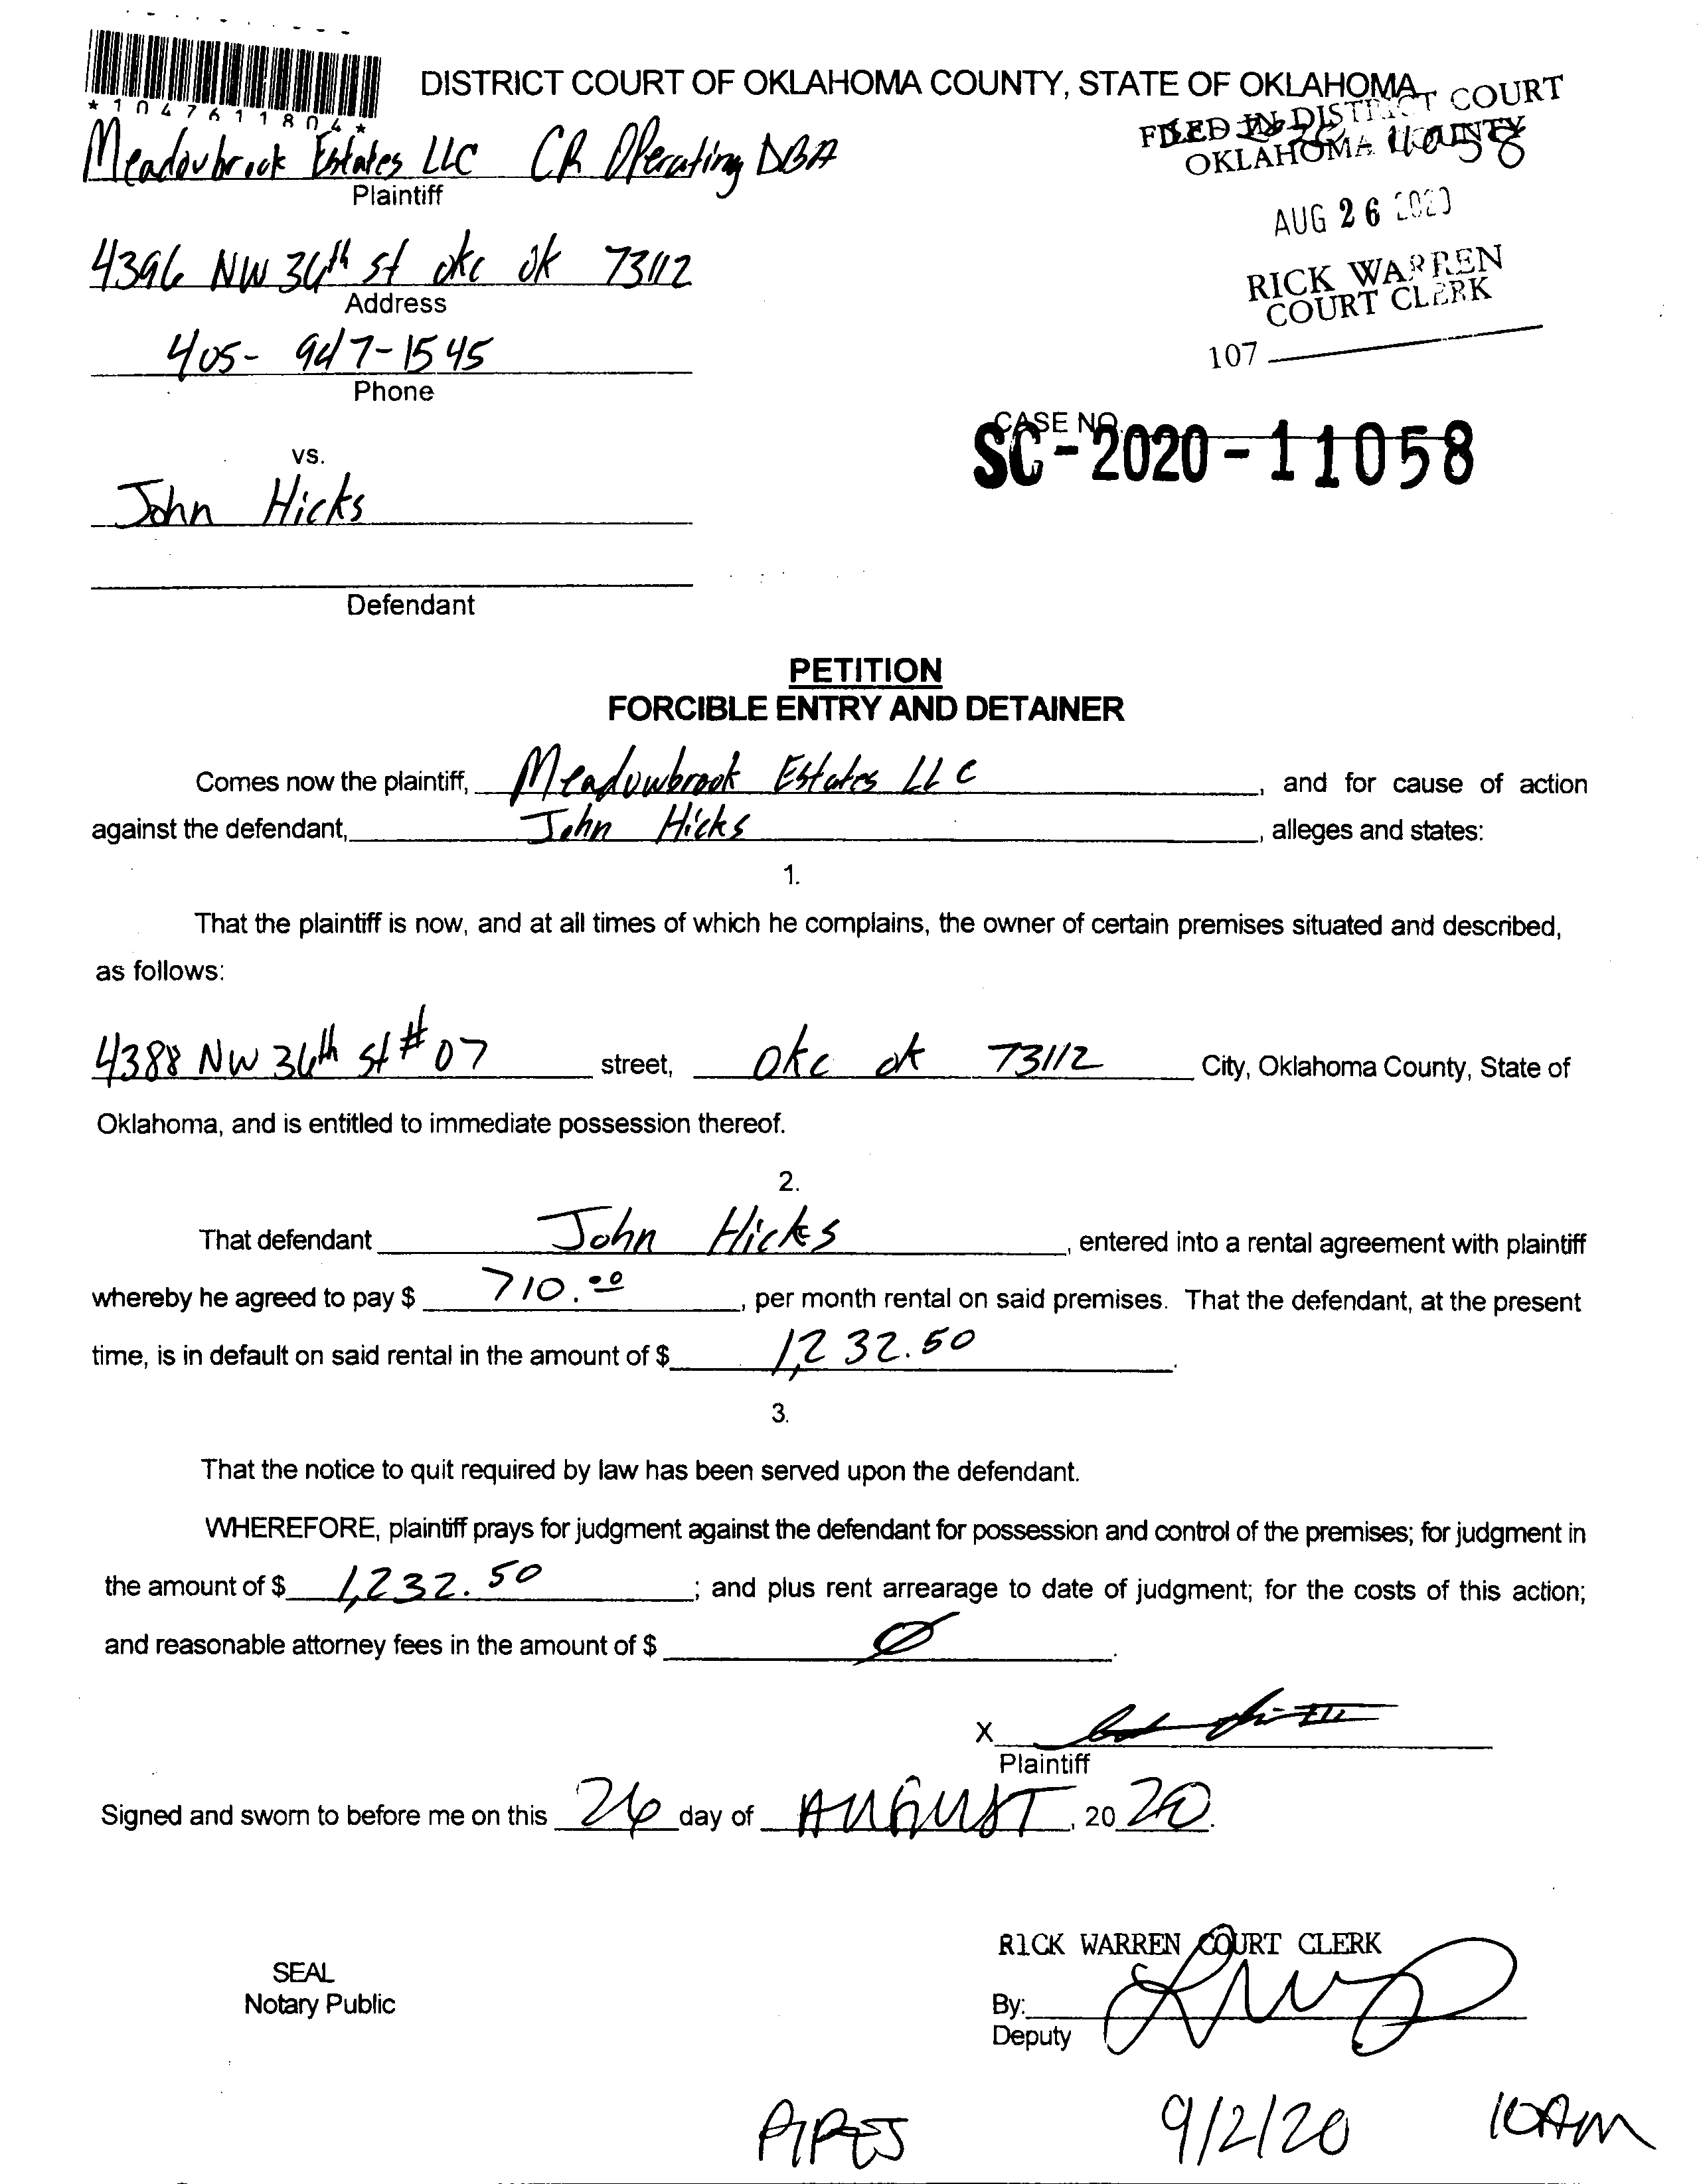 *1047611804*
DISTRICT COURT OF OKLAHOMA COUNTY, STATE OF OKLAHOMA
FILED IN DISTRICT COURT
OKLAHOMA COUNTY
Meadowbrook Estates LLC CR Operating DBA
Plaintiff
AUG 26 2020
4396 NW 36th st okc ok 73112
Address
RICK WARREN
COURT CLERK
405-947-1545
Phone
107
CASE NO.
SC-2020-11058
vs.
John Hicks
Defendant
PETITION
FORCIBLE ENTRY AND DETAINER
Comes now the plaintiff, Meadowbrook Estates LLC, and for cause of action
against the defendant, John Hicks, alleges and states:
1.
That the plaintiff is now, and at all times of which he complains, the owner of certain premises situated and described,
as follows:
4388 NW 36th st # 07 street, okc ok 73112 City, Oklahoma County, State of
Oklahoma, and is entitled to immediate possession thereof.
2.
That defendant John Hicks, entered into a rental agreement with plaintiff
whereby he agreed to pay $ 710.00, per month rental on said premises. That the defendant, at the present
time, is in default on said rental in the amount of $ 1,232.50.
3.
That the notice to quit required by law has been served upon the defendant.
WHEREFORE, plaintiff prays for judgment against the defendant for possession and control of the premises; for judgment in
the amount of $ 1,232.50; and plus rent arrearage to date of judgment; for the costs of this action;
and reasonable attorney fees in the amount of $ Ø.
X
Plaintiff
Signed and sworn to before me on this 26 day of AUGUST, 2020.
RICK WARREN COURT CLERK
SEAL
Notary Public
By:
Deputy
9/2/20 10AM